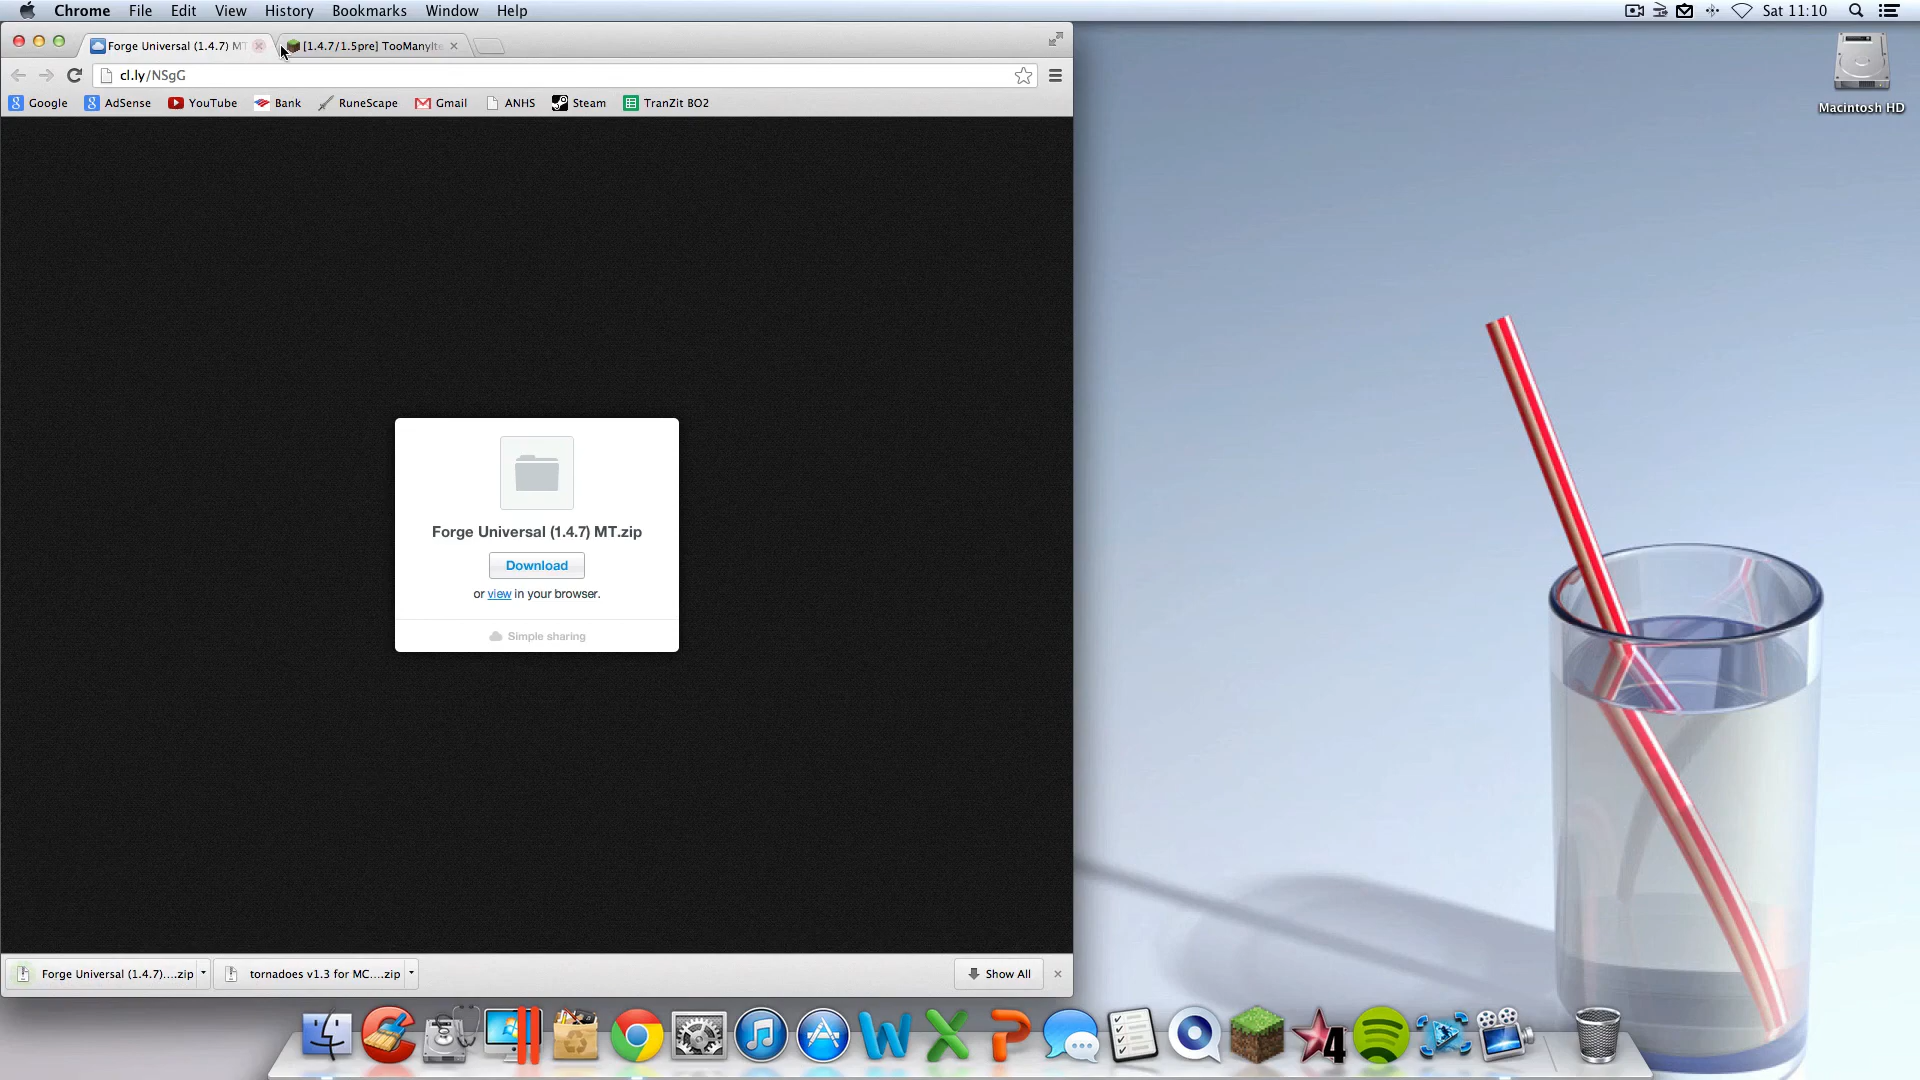 Chrome File Edit View History Bookmarks Window Help Sat 11:10
Forge Universal (1.4.7) MT [1.4.7/1.5pre] TooManyIte
cl.ly/NSgG
Google AdSense YouTube Bank RuneScape Gmail ANHS Steam TranZit BO2
Macintosh HD
Forge Universal (1.4.7) MT.zip
Download
or view in your browser.
Simple sharing
Forge Universal (1.4.7)....zip tornadoes v1.3 for MC....zip Show All